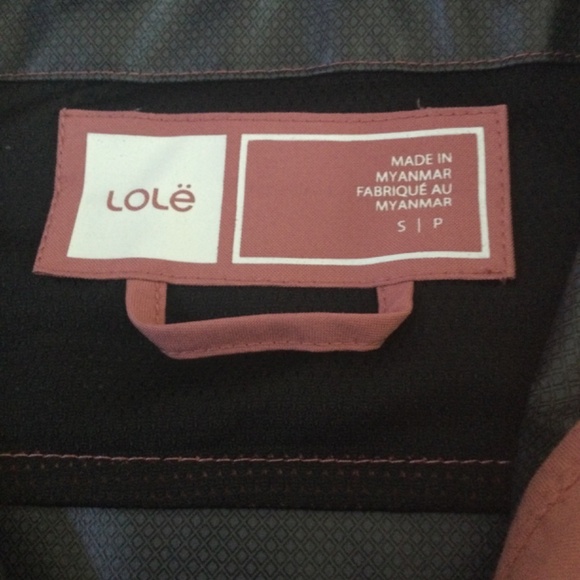 LOLë
MADE IN
MYANMAR
FABRIQUÉ AU
MYANMAR
S | P